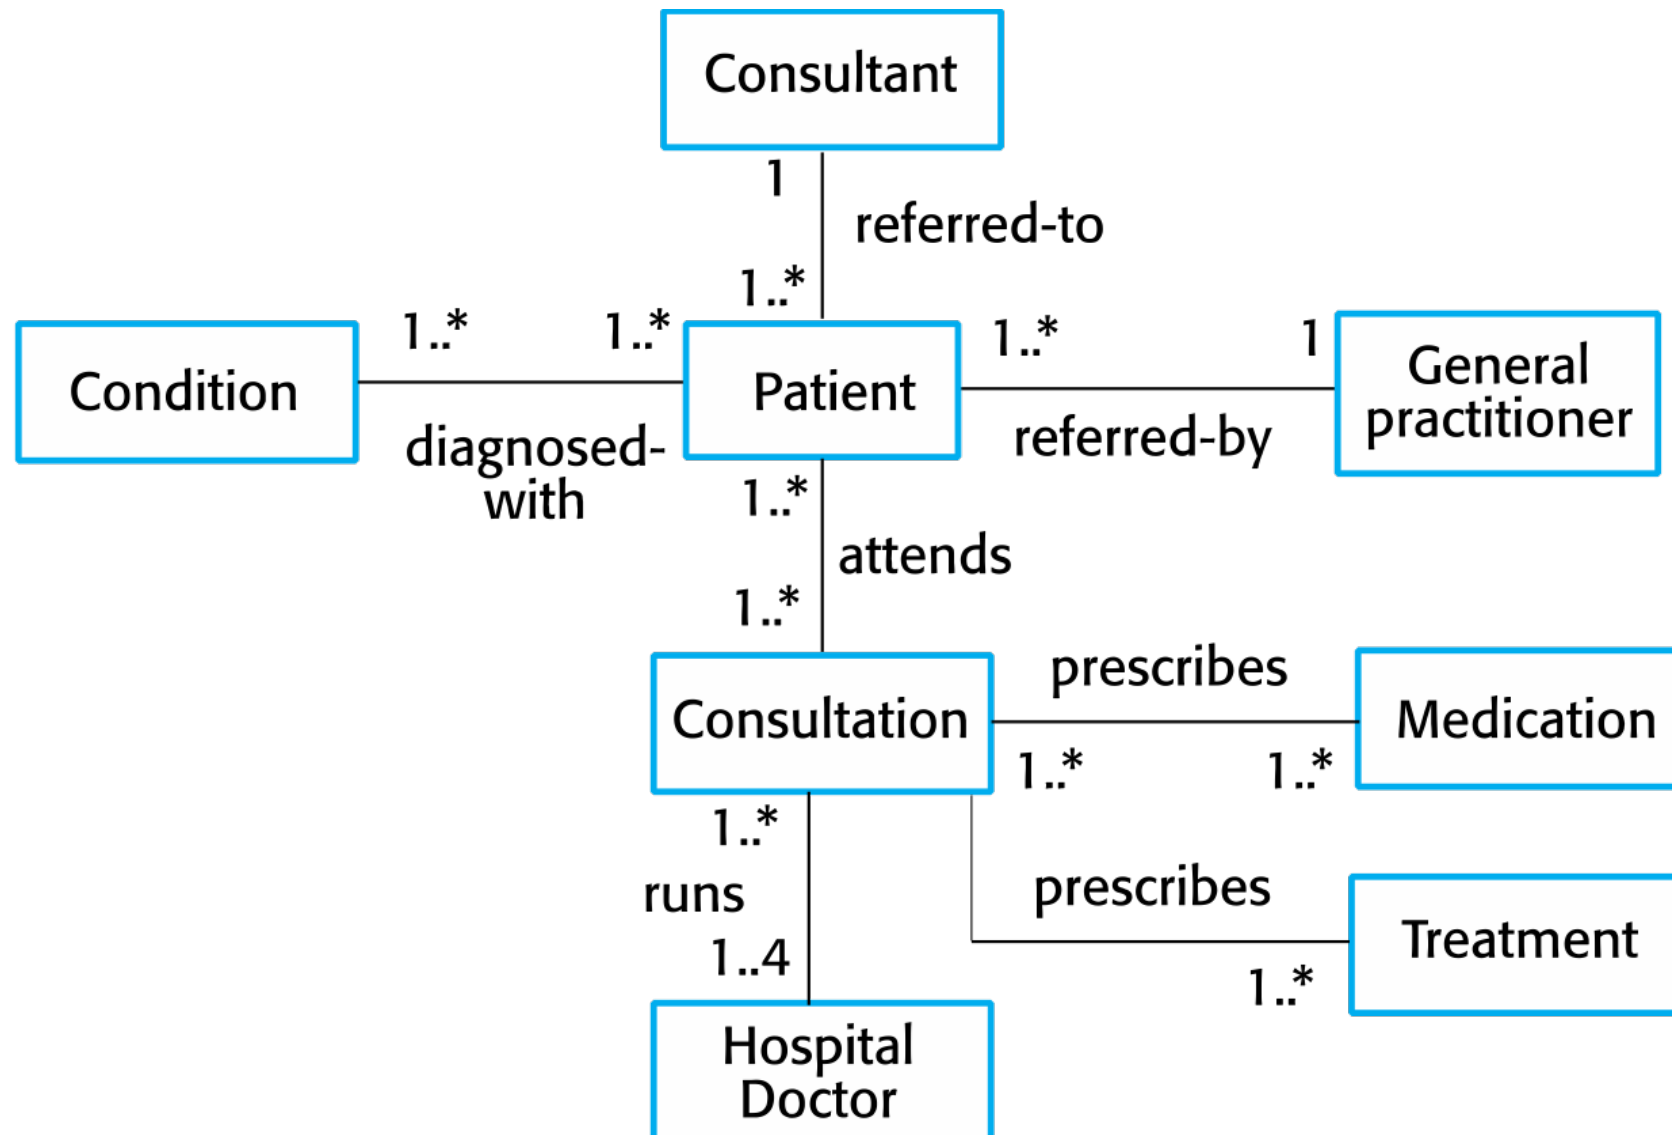 Consultant
1
referred-to
1..*
1..*
1..*
1..*
1
Condition
Patient
General
practitioner
diagnosed-
with
referred-by
1..*
attends
1..*
prescribes
Consultation
Medication
1..*
1..*
1..*
runs
prescribes
1..4
Treatment
1..*
Hospital
Doctor